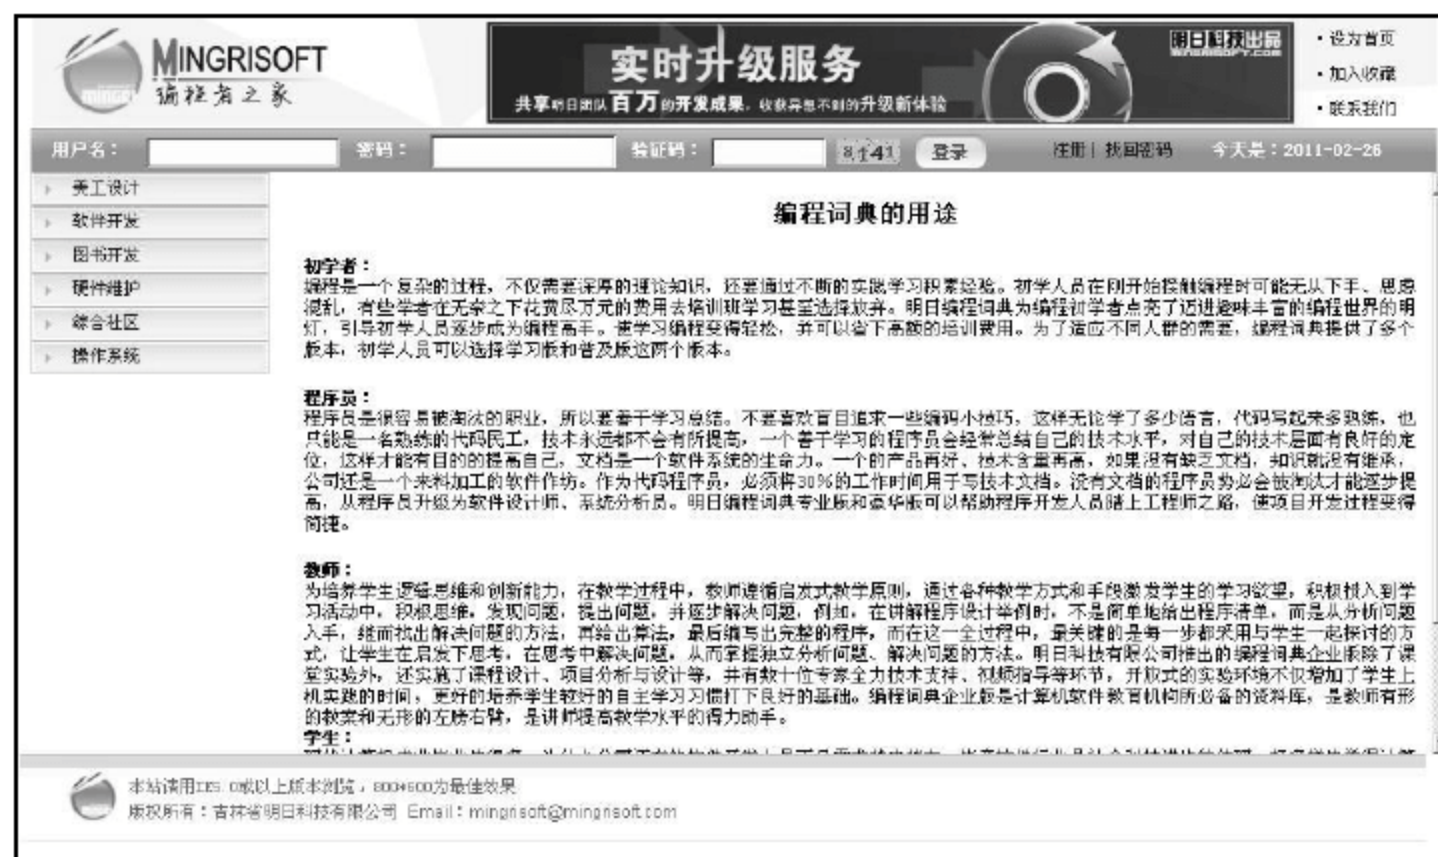 MINGRISOFT
编程者之家
实时升级服务
共享明日团队百万的开发成果，收获异想不到的升级新体验
明日科技出品
MINGRISOFT.COM
·设为首页
·加入收藏
·联系我们
用户名： 密码： 验证码： 8141 登录 注册| 找回密码 今天是：2011-02-26
美工设计
软件开发
图书开发
硬件维护
综合社区
操作系统
编程词典的用途
初学者：
编程是一个复杂的过程，不仅需要深厚的理论知识，还要通过不断的实践学习积累经验。初学人员在刚开始接触编程时可能无从下手、思虑
混乱，有些学者在无奈之下花费尽万元的费用去培训班学习甚至选择放弃。明日编程词典为编程初学者点亮了迈进趣味丰富的编程世界的明
灯，引导初学人员逐步成为编程高手。使学习编程变得轻松，并可以省下高额的培训费用。为了适应不同人群的需要，编程词典提供了多个
版本，初学人员可以选择学习版和普及版这两个版本。
程序员：
程序员是很容易被淘汰的职业，所以要善于学习总结。不要喜欢盲目追求一些编码小技巧，这样无论学了多少语言，代码写起来多熟练，也
只能是一名熟练的代码民工，技术永远都不会有所提高，一个善于学习的程序员会经常总结自己的技术水平，对自己的技术层面有良好的定
位，这样才能有目的的提高自己，文档是一个软件系统的生命力。一个的产品再好、技术含量再高，如果没有缺乏文档，知识就没有继承，
公司还是一个来料加工的软件作坊。作为代码程序员，必须将30%的工作时间用于写技术文档。没有文档的程序员势必会被淘汰才能逐步提
高，从程序员升级为软件设计师、系统分析员。明日编程词典专业版和豪华版可以帮助程序开发人员踏上工程师之路，使项目开发过程变得
简捷。
教师：
为培养学生逻辑思维和创新能力，在教学过程中，教师遵循启发式教学原则，通过各种教学方式和手段激发学生的学习欲望，积极投入到学
习活动中，积极思维，发现问题，提出问题，并逐步解决问题，例如，在讲解程序设计举例时，不是简单地给出程序清单，而是从分析问题
入手，继而找出解决问题的方法，再给出算法，最后编写出完整的程序，而在这一全过程中，最关键的是每一步都采用与学生一起探讨的方
式，让学生在启发下思考，在思考中解决问题，从而掌握独立分析问题、解决问题的方法。明日科技有限公司推出的编程词典企业版除了课
堂实验外，还实施了课程设计、项目分析与设计等，并有数十位专家全力技术支持、视频指导等环节，开放式的实验环境不仅增加了学生上
机实践的时间，更好的培养学生较好的自主学习习惯打下良好的基础。编程词典企业版是计算机软件教育机构所必备的资料库，是教师有形
的教案和无形的左膀右臂，是讲师提高教学水平的得力助手。
学生：
本站请用IE5.0或以上版本浏览，800*600为最佳效果
版权所有：吉林省明日科技有限公司 Email：mingrisoft@mingrisoft.com